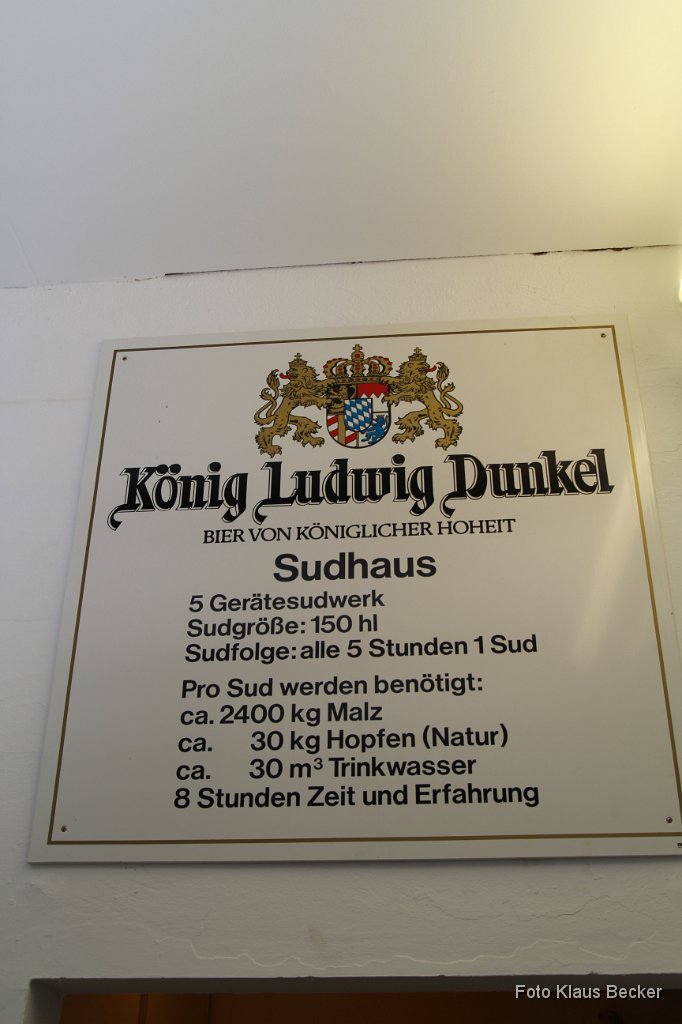 König Ludwig Dunkel
BIER VON KÖNIGLICHER HOHEIT
Sudhaus
5 Gerätesudwerk
Sudgröße: 150 hl
Sudfolge: alle 5 Stunden 1 Sud
Pro Sud werden benötigt:
ca. 2400 kg Malz
ca. 30 kg Hopfen (Natur)
ca. 30 m³ Trinkwasser
8 Stunden Zeit und Erfahrung
Foto Klaus Becker